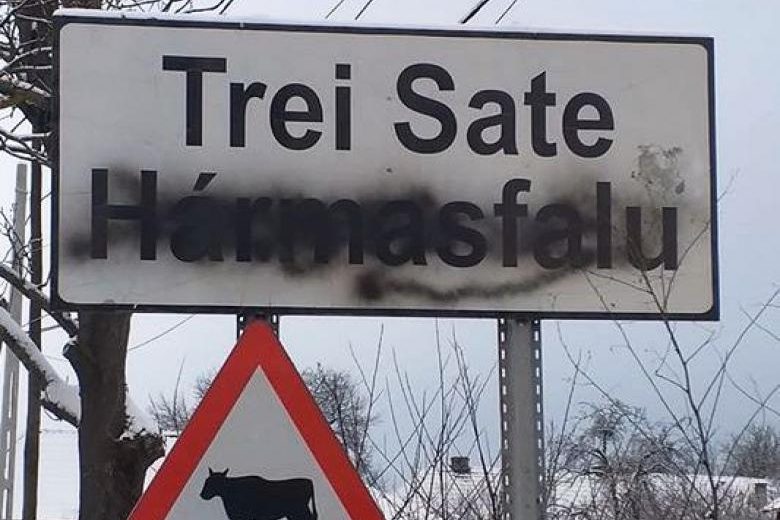 Trei Sate
Hármasfalu